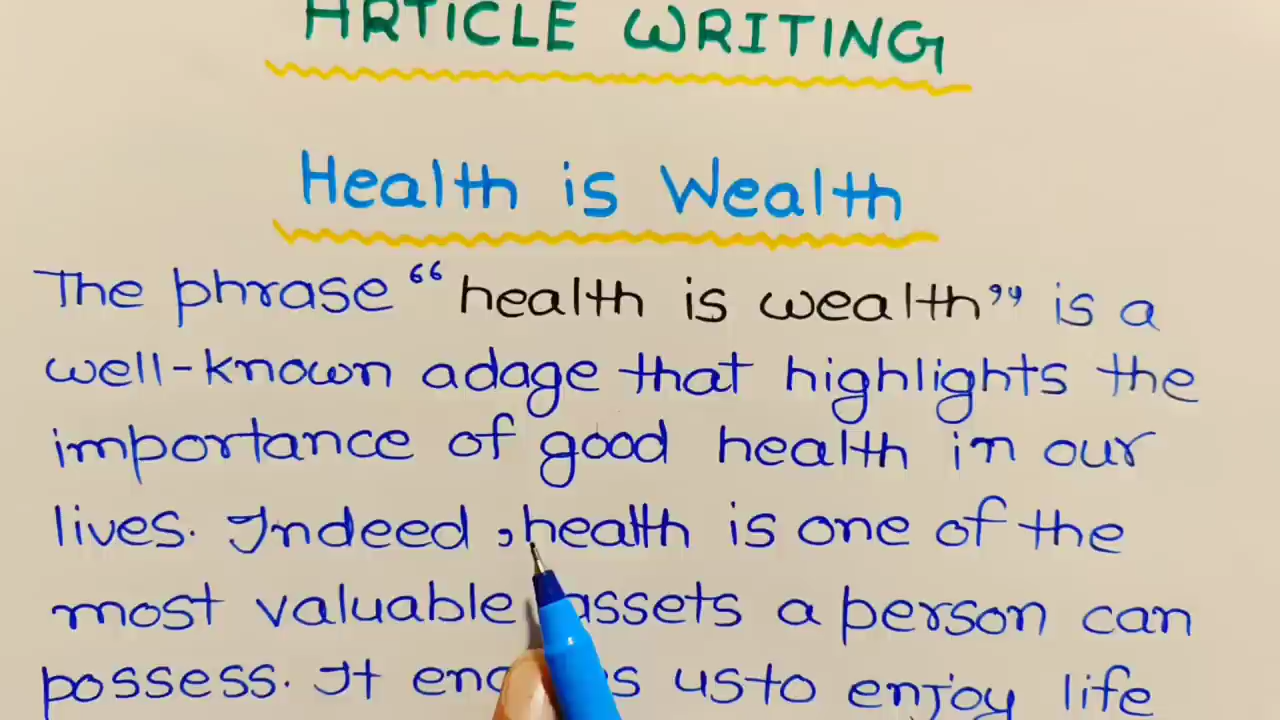 ARTICLE WRITING
Health is Wealth
The phrase “health is wealth” is a
well-known adage that highlights the
importance of good health in our
lives. Indeed, health is one of the
most valuable assets a person can
possess. It us to enjoy life